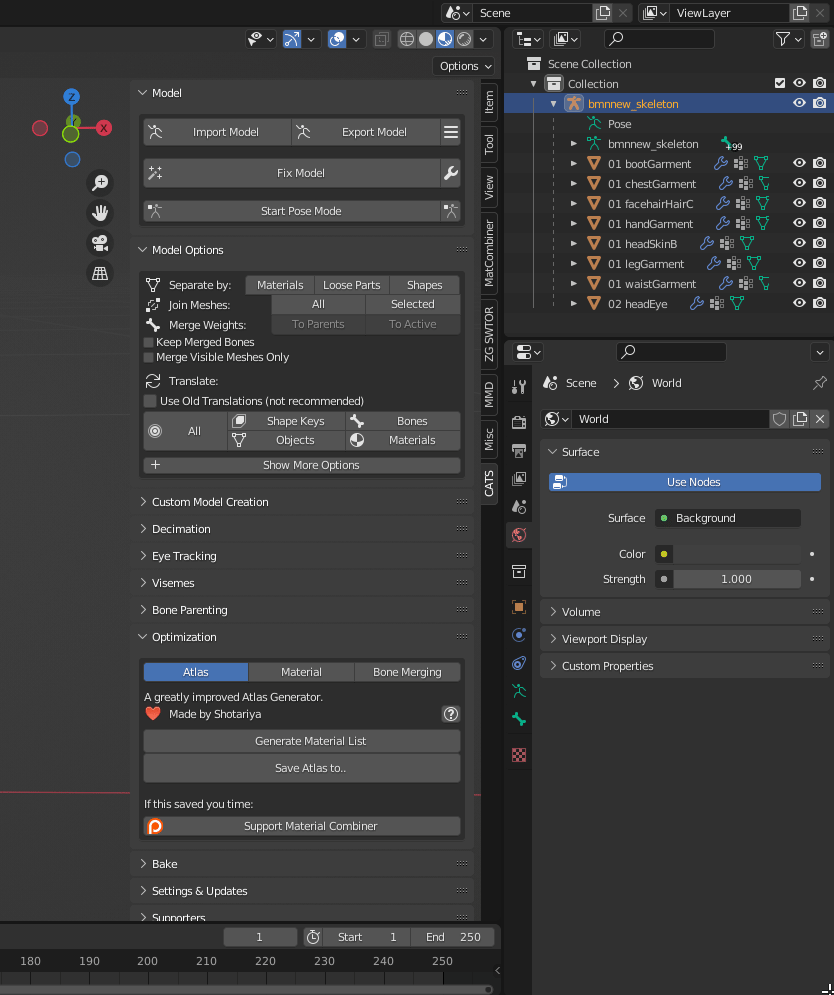 Scene
ViewLayer
Options
Model
Import Model
Export Model
Fix Model
Start Pose Mode
Model Options
Separate by:
Materials
Loose Parts
Shapes
Join Meshes:
All
Selected
Merge Weights:
To Parents
To Active
Keep Merged Bones
Merge Visible Meshes Only
Translate:
Use Old Translations (not recommended)
All
Shape Keys
Bones
Objects
Materials
Show More Options
Custom Model Creation
Decimation
Eye Tracking
Visemes
Bone Parenting
Optimization
Atlas
Material
Bone Merging
A greatly improved Atlas Generator.
Made by Shotariya
Generate Material List
Save Atlas to..
If this saved you time:
Support Material Combiner
Bake
Settings & Updates
Supporters
Z
X
Item
Tool
View
MatCombiner
ZG SWTOR
MMD
Misc
CATS
1
Start 1
End 250
180 190 200 210 220 230 240 250
Scene Collection
Collection
bmnnew_skeleton
Pose
bmnnew_skeleton
+99
01 bootGarment
01 chestGarment
01 facehairHairC
01 handGarment
01 headSkinB
01 legGarment
01 waistGarment
02 headEye
Scene
World
World
Surface
Use Nodes
Surface
Background
Color
Strength
1.000
Volume
Viewport Display
Custom Properties